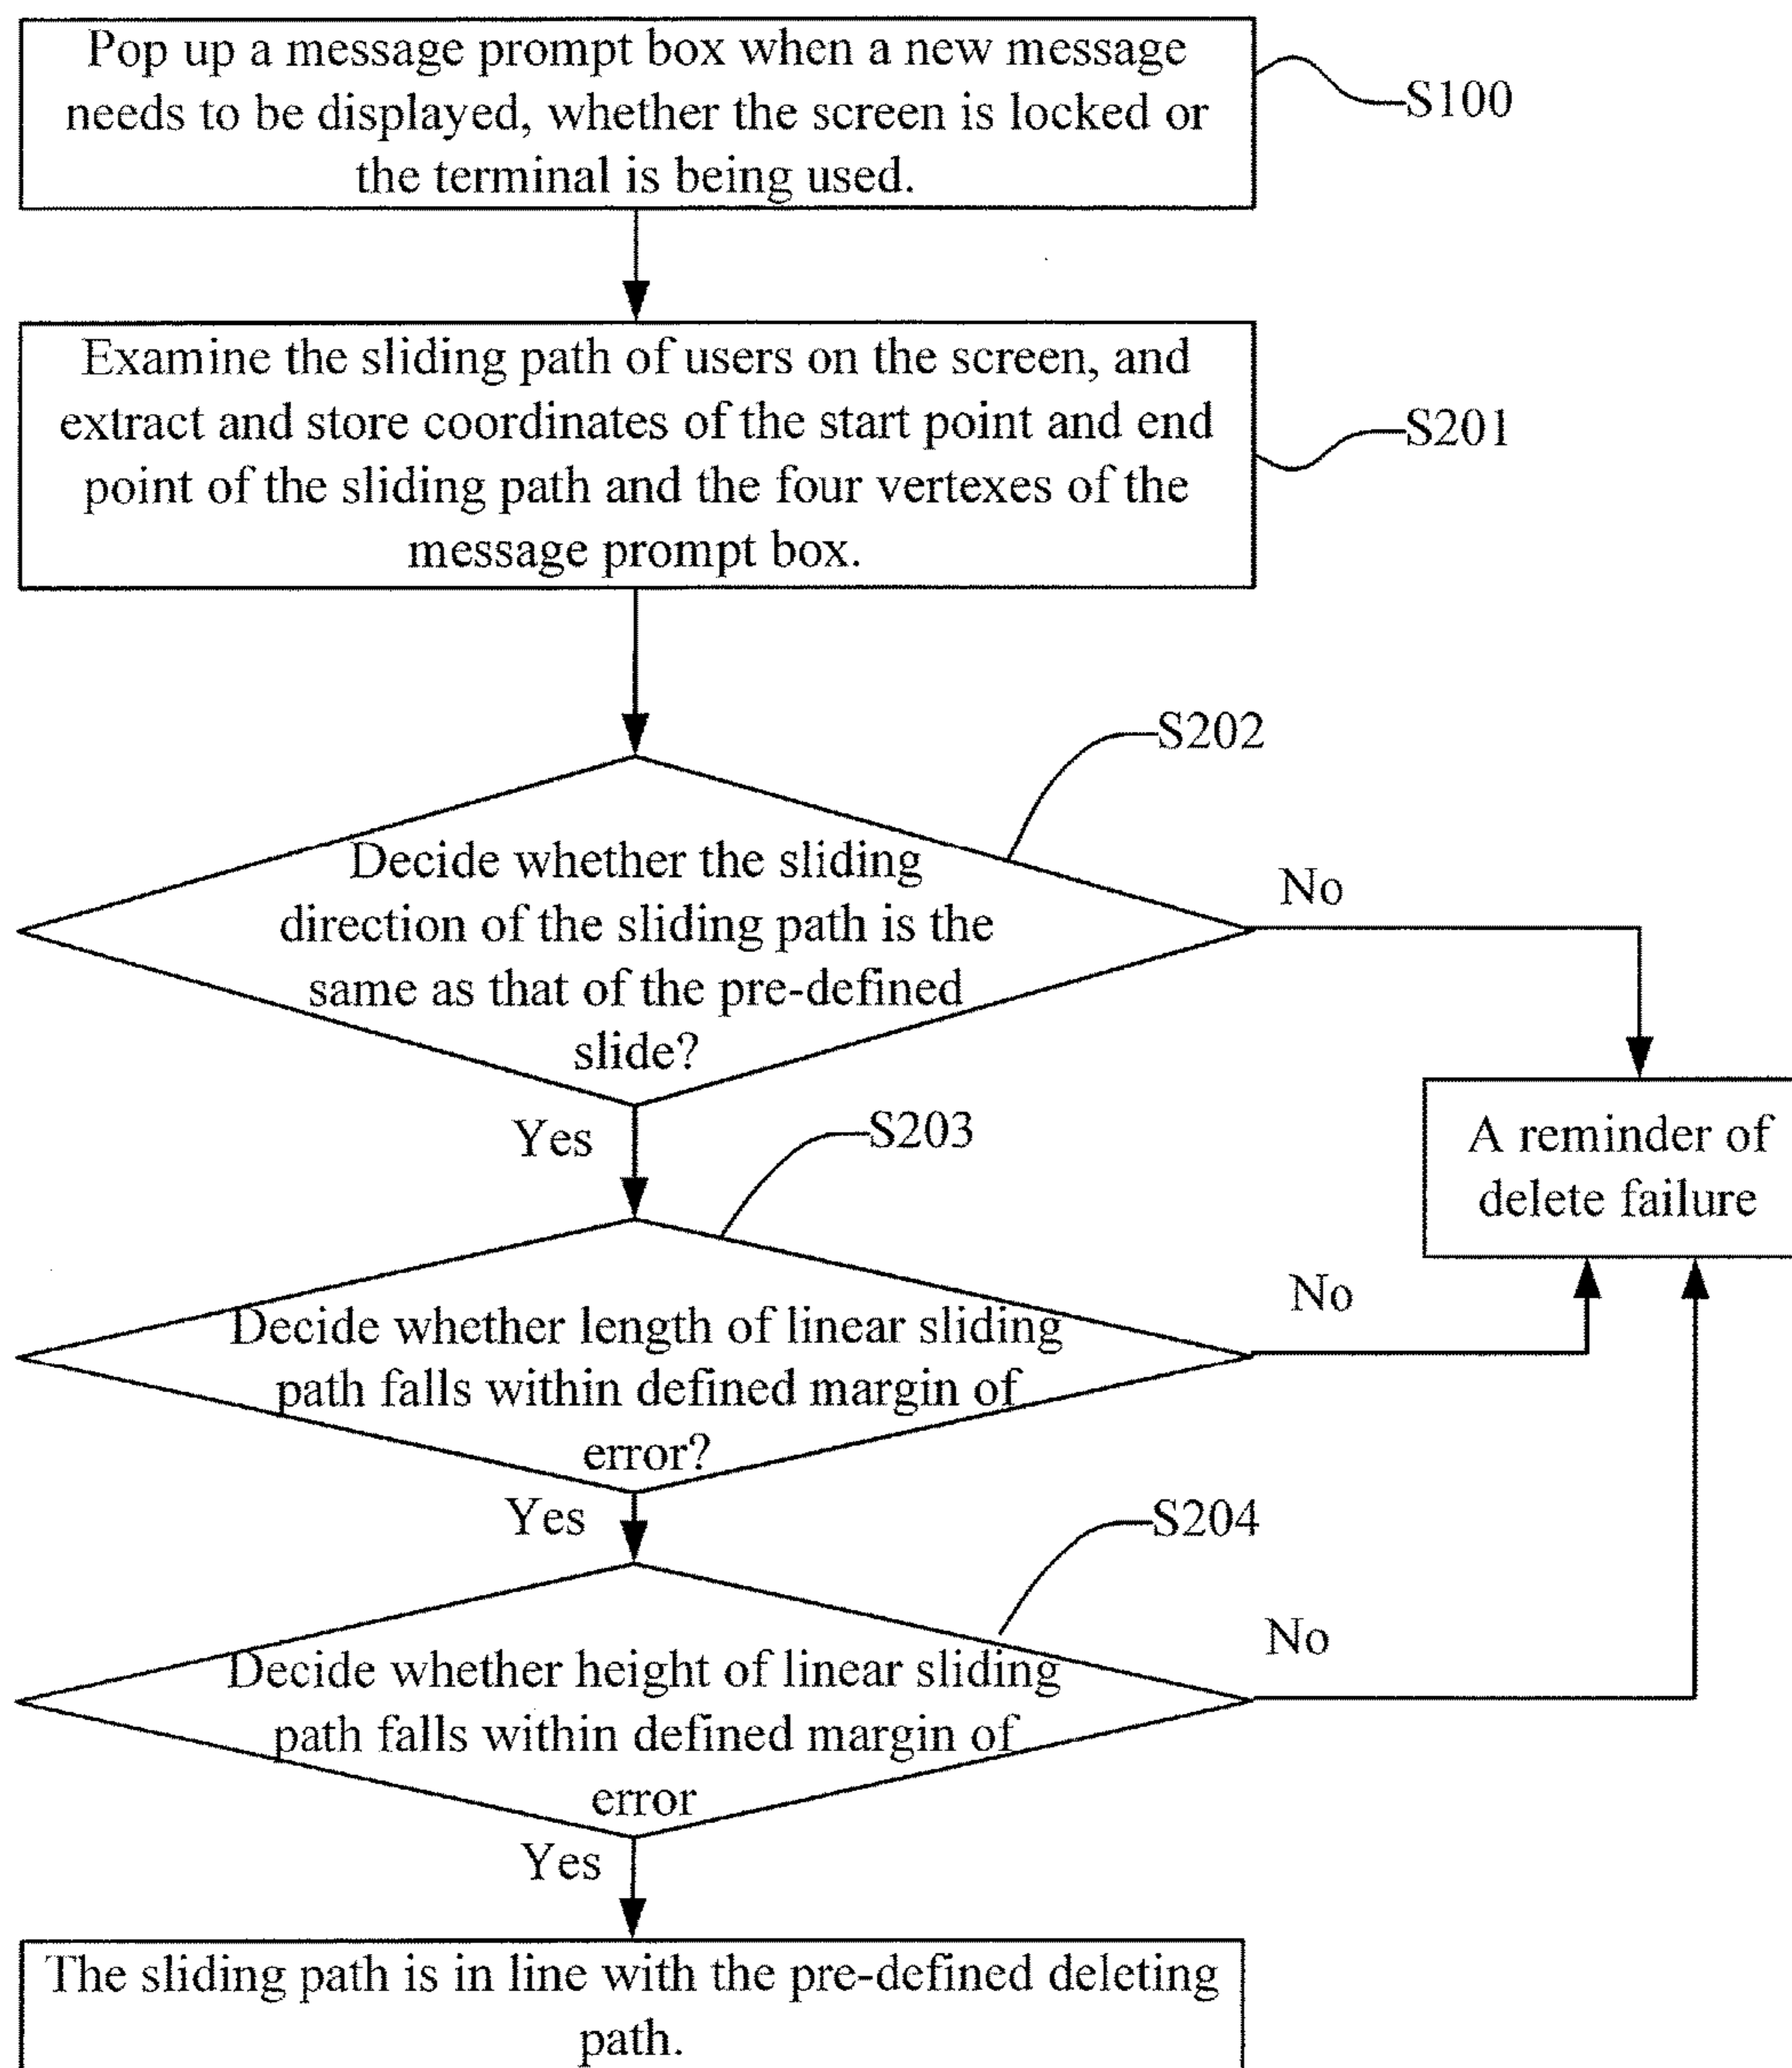 Pop up a message prompt box when a new message
needs to be displayed, whether the screen is locked or
the terminal is being used.
S100
Examine the sliding path of users on the screen, and
extract and store coordinates of the start point and end
point of the sliding path and the four vertexes of the
message prompt box.
S201
S202
Decide whether the sliding
direction of the sliding path is the
same as that of the pre-defined
slide?
No
Yes
A reminder of
delete failure
S203
Decide whether length of linear sliding
path falls within defined margin of
error?
No
Yes
S204
Decide whether height of linear sliding
path falls within defined margin of
error
No
Yes
The sliding path is in line with the pre-defined deleting
path.